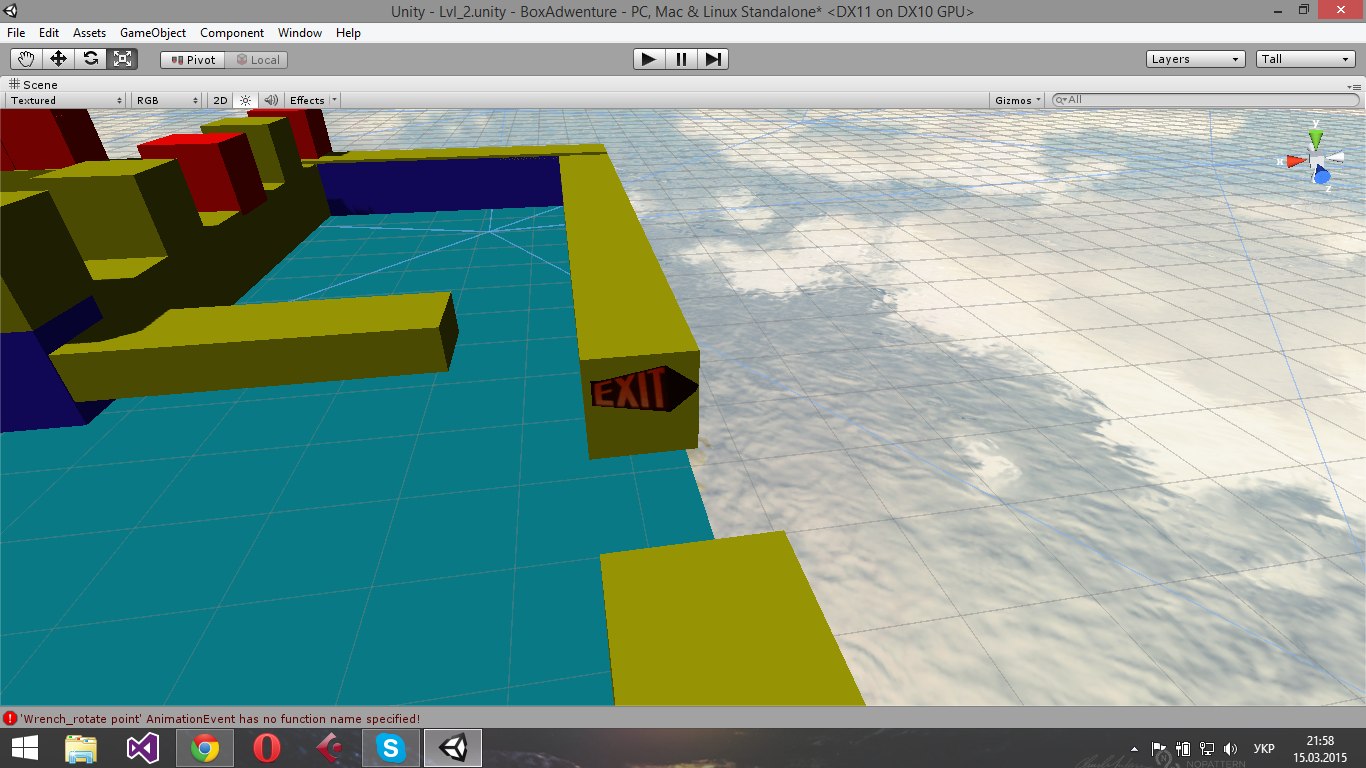 Unity - Lvl_2.unity - BoxAdwenture - PC, Mac & Linux Standalone* <DX11 on DX10 GPU>
File Edit Assets GameObject Component Window Help
Pivot Local Layers Tall
Scene
Textured RGB 2D Effects Gizmos All
y
x
z
EXIT
'Wrench_rotate point' AnimationEvent has no function name specified!
21:58
УКР
15.03.2015
NOPATTERN